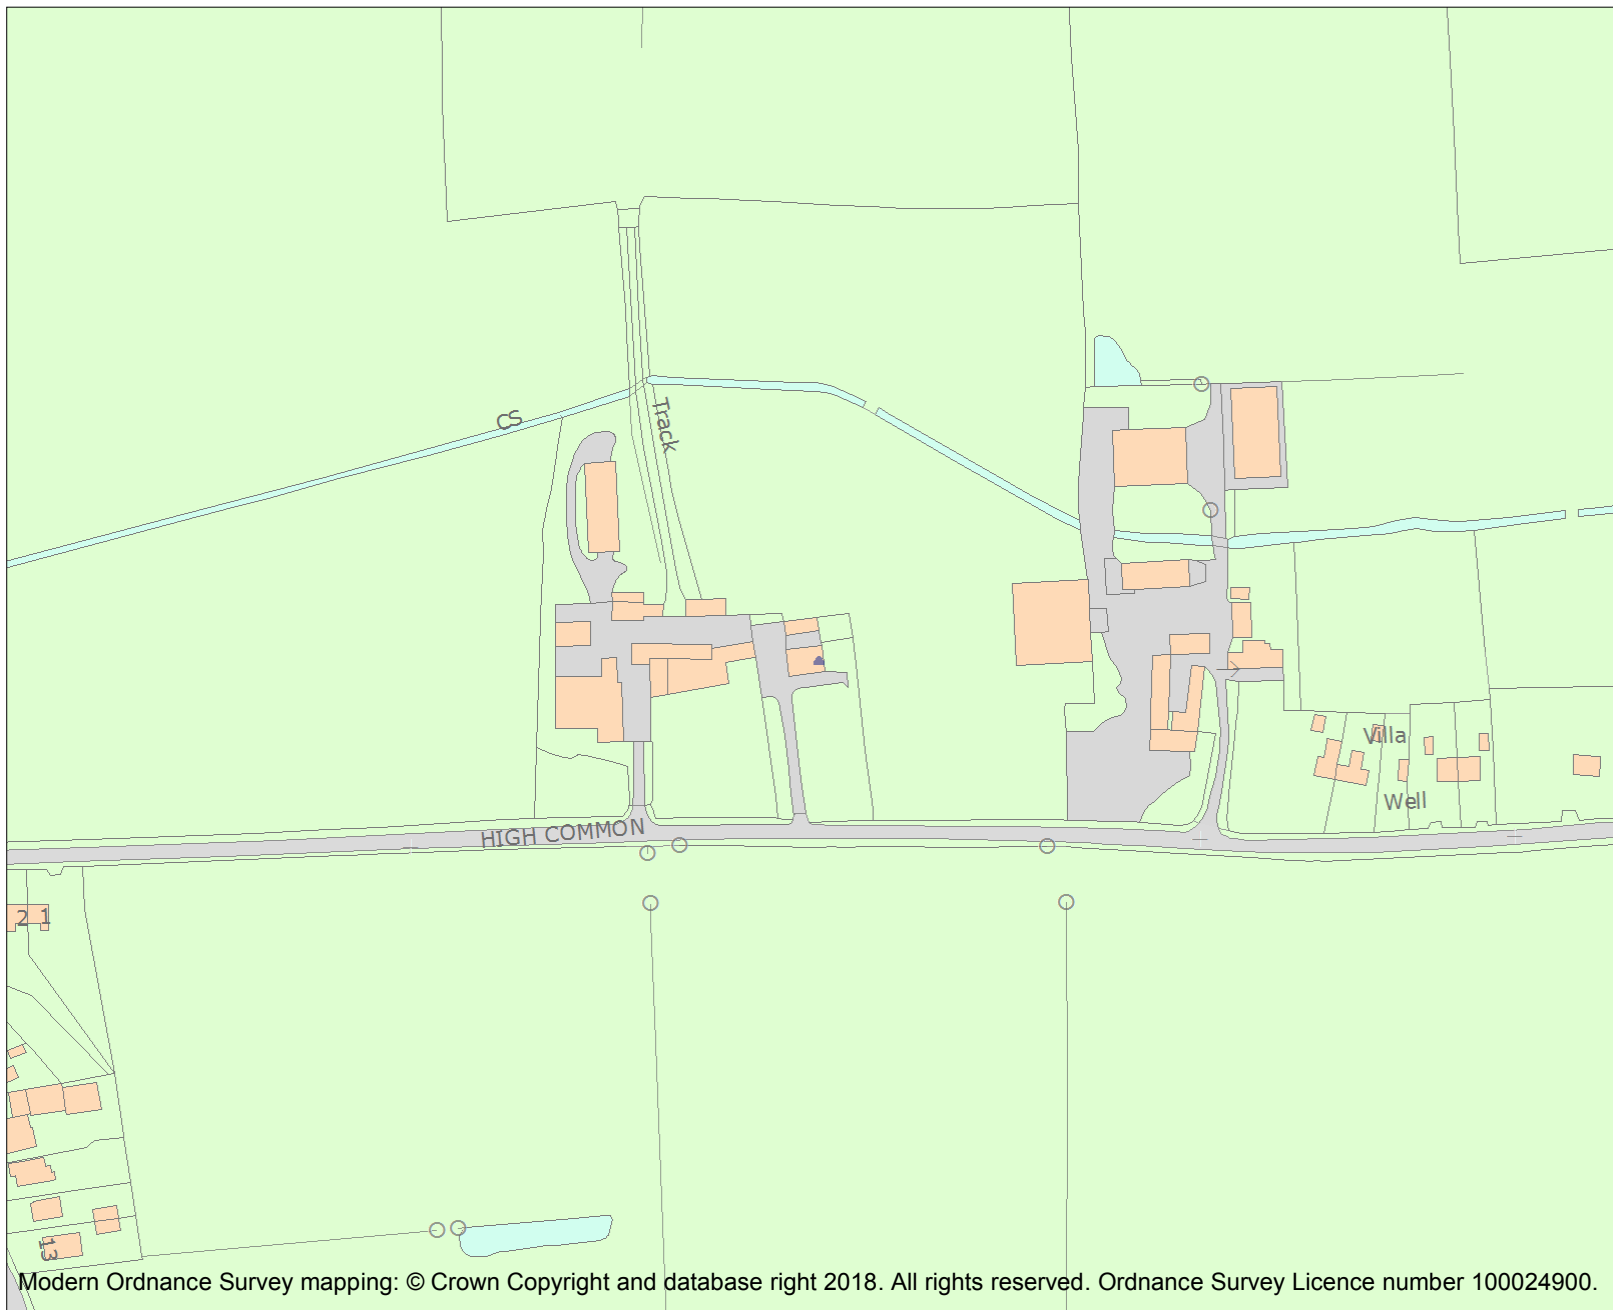 CS
Track
Villa
Well
HIGH COMMON
2 1
13
Modern Ordnance Survey mapping: © Crown Copyright and database right 2018. All rights reserved. Ordnance Survey Licence number 100024900.